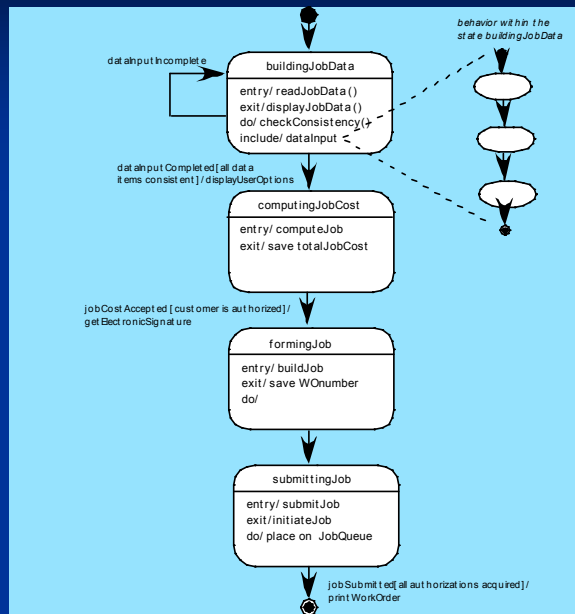 behavior within the
state buildingJobData
dataInputIncomplete
buildingJobData
entry/ readJobData()
exit/displayJobData()
do/ checkConsistency()
include/ dataInput
dataInputCompleted[all data
items consistent]/ displayUserOptions
computingJobCost
entry/ computeJob
exit/ save totalJobCost
jobCostAccepted [customer is authorized]/
getElectronicSignature
formingJob
entry/ buildJob
exit/ save WOnumber
do/
submittingJob
entry/ submitJob
exit/initiateJob
do/ place on JobQueue
jobSubmitted[all authorizations acquired]/
printWorkOrder